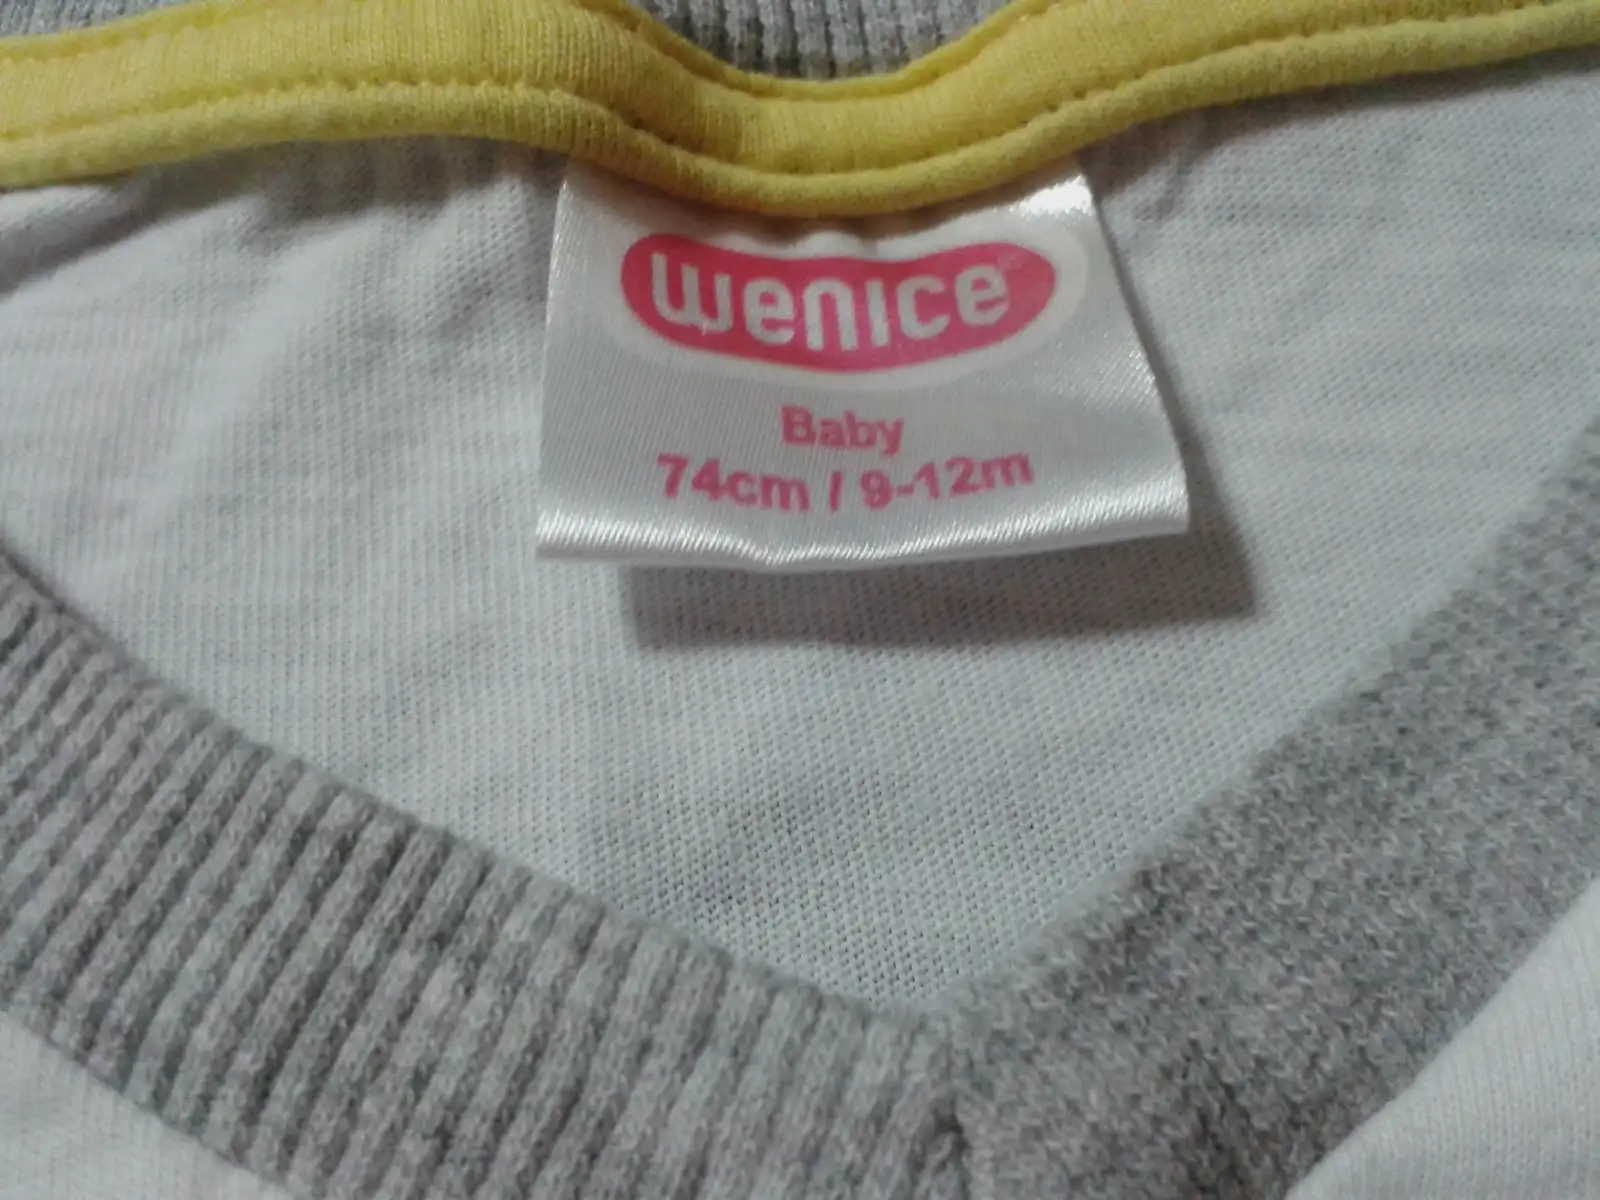 wenice
Baby
74cm / 9-12m